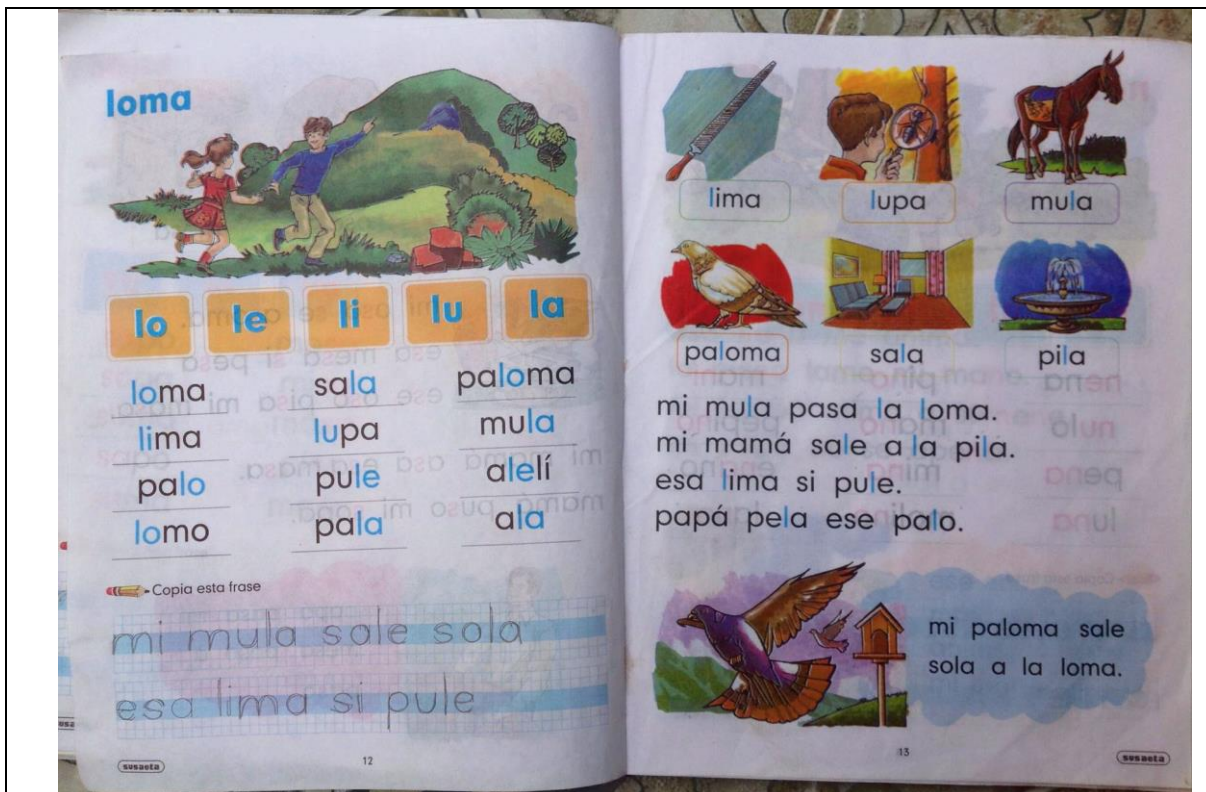 loma
lo le li lu la
loma sala paloma
lima lupa mula
palo pule alelí
lomo pala ala
Copia esta frase
mi mula sale sola
esa lima si pule
susaeta
12
lima lupa mula
paloma sala pila
mi mula pasa la loma.
mi mamá sale a la pila.
esa lima si pule.
papá pela ese palo.
mi paloma sale
sola a la loma.
13
susaeta